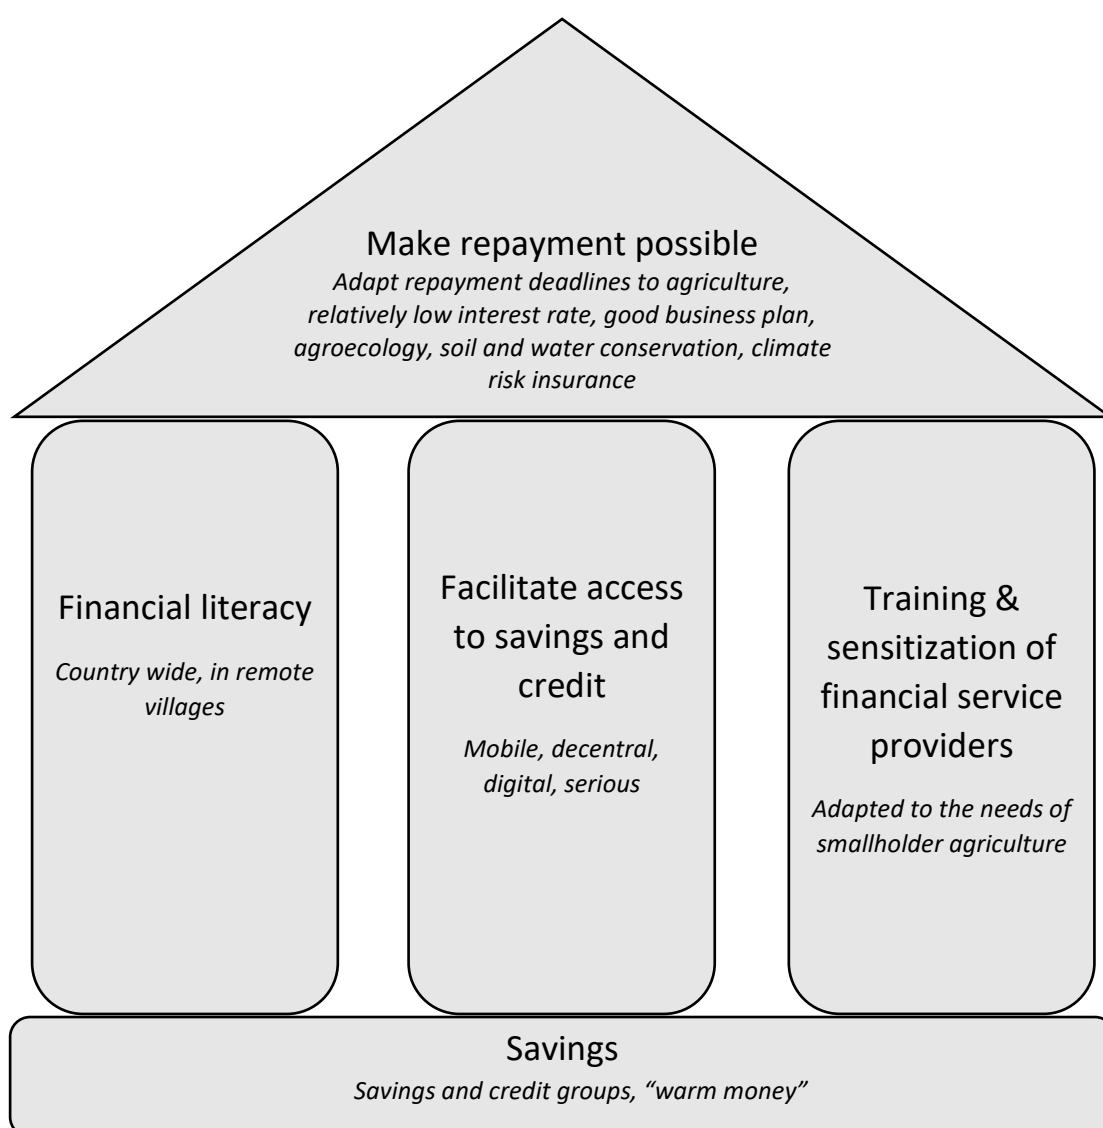 Make repayment possible
Adapt repayment deadlines to agriculture,
relatively low interest rate, good business plan,
agroecology, soil and water conservation, climate
risk insurance
Financial literacy
Country wide, in remote
villages
Facilitate access
to savings and
credit
Mobile, decentral,
digital, serious
Training &
sensitization of
financial service
providers
Adapted to the needs of
smallholder agriculture
Savings
Savings and credit groups, “warm money”